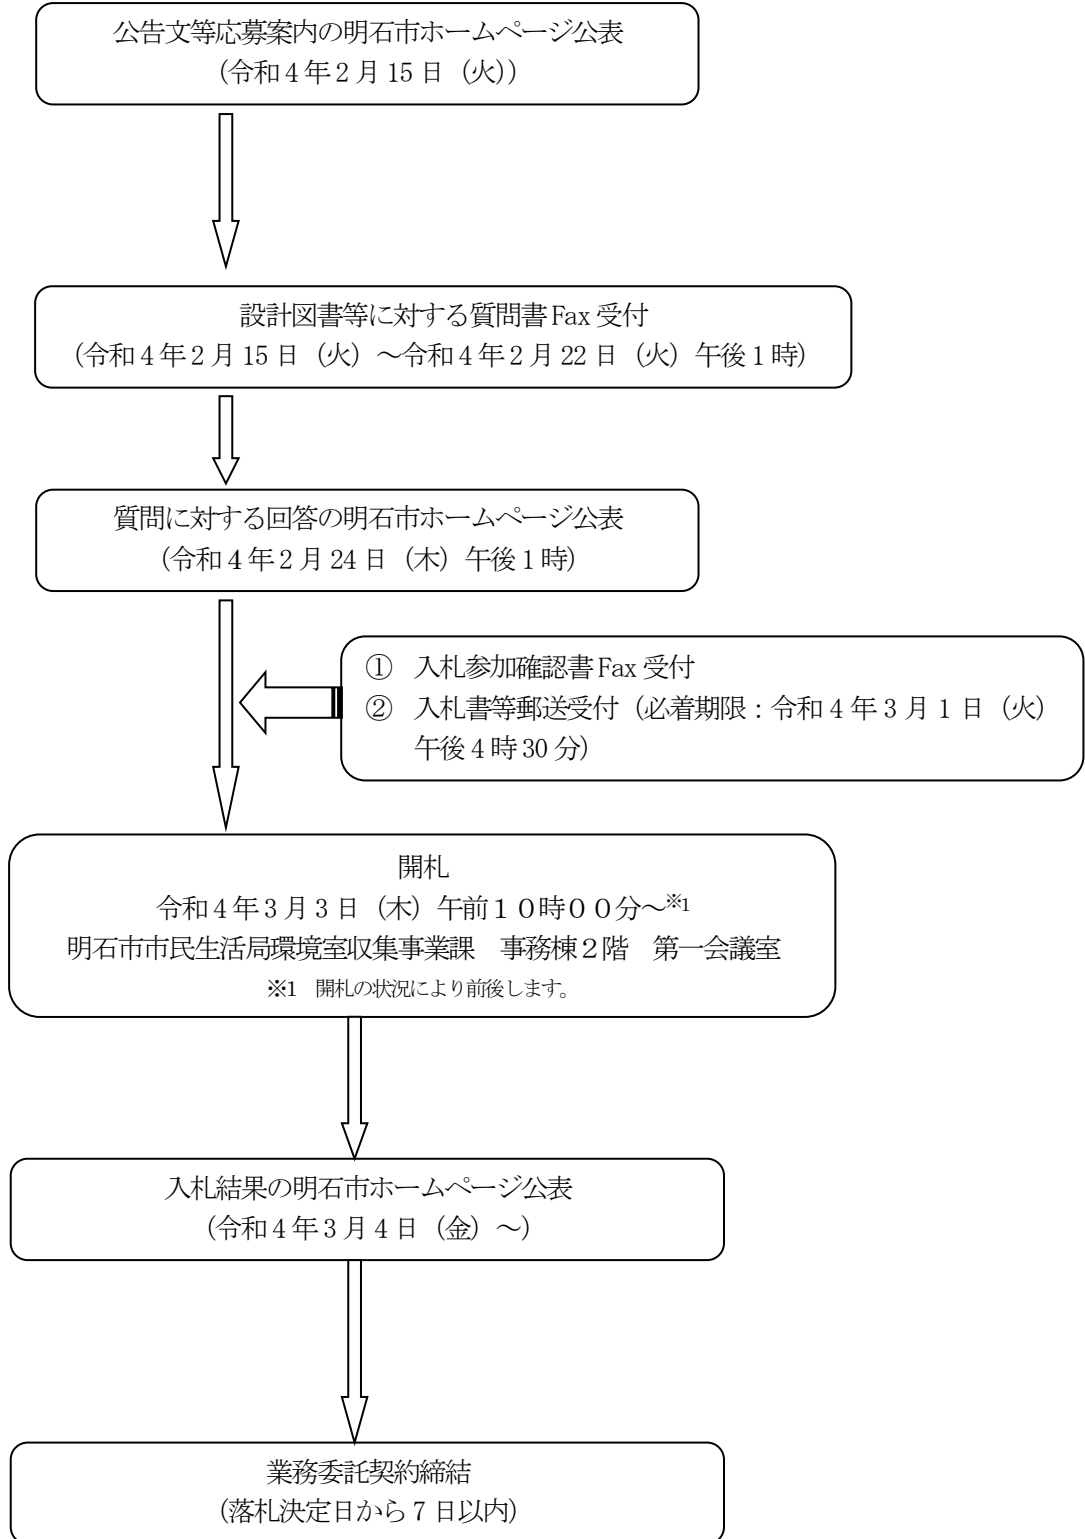 公告文等応募案内の明石市ホームページ公表
(令和4年2月15日（火）)
設計図書等に対する質問書Fax受付
(令和4年2月15日（火）～令和4年2月22日（火）午後1時)
質問に対する回答の明石市ホームページ公表
(令和4年2月24日（木）午後1時)
① 入札参加確認書Fax受付
② 入札書等郵送受付（必着期限：令和4年3月1日（火）
午後4時30分）
開札
令和4年3月3日（木）午前１０時００分～※1
明石市市民生活局環境室収集事業課　事務棟２階　第一会議室
※1　開札の状況により前後します。
入札結果の明石市ホームページ公表
(令和4年3月4日（金）～)
業務委託契約締結
(落札決定日から7日以内)